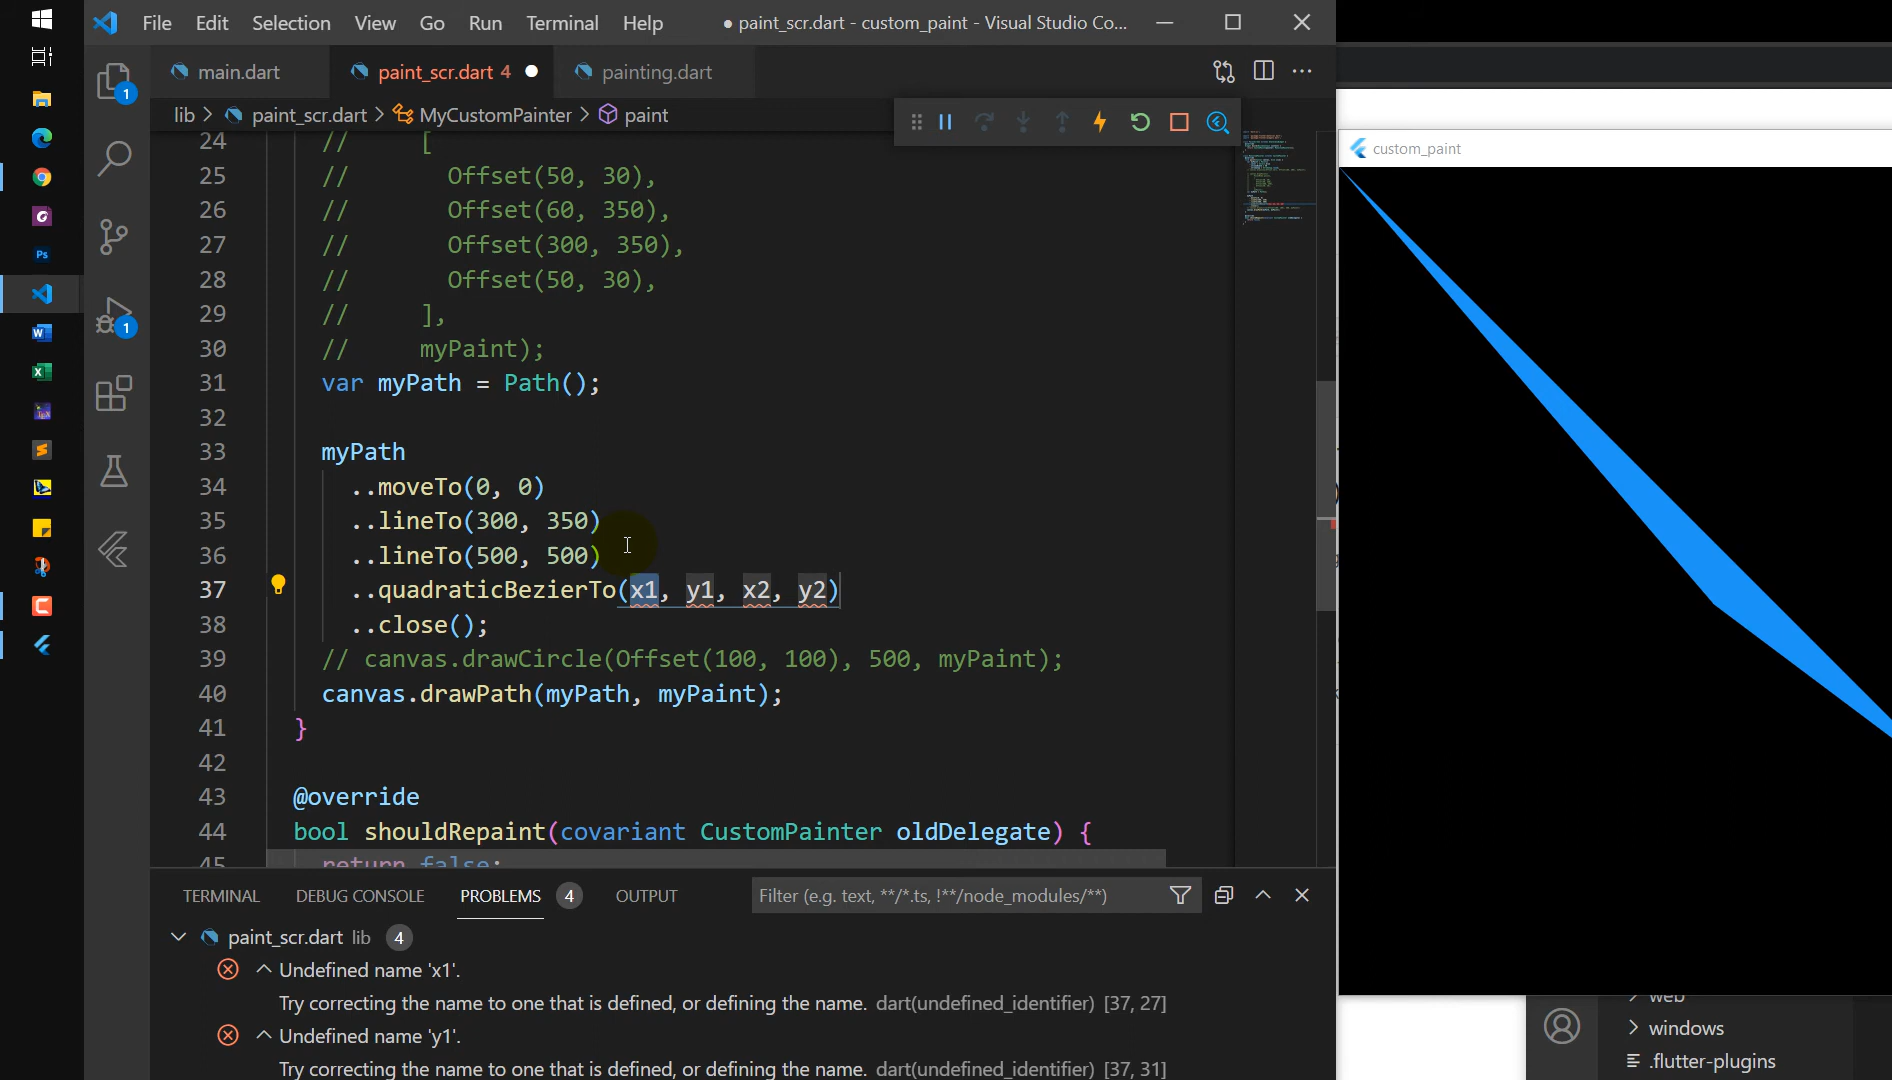 File Edit Selection View Go Run Terminal Help ● paint_scr.dart - custom_paint - Visual Studio Co...
main.dart paint_scr.dart 4 painting.dart
lib > paint_scr.dart > MyCustomPainter > paint
24 // [
25 // Offset(50, 30),
26 // Offset(60, 350),
27 // Offset(300, 350),
28 // Offset(50, 30),
29 // ],
30 // myPaint);
31 var myPath = Path();
32
33 myPath
34 ..moveTo(0, 0)
35 ..lineTo(300, 350)
36 ..lineTo(500, 500)
37 ..quadraticBezierTo(x1, y1, x2, y2)
38 ..close();
39 // canvas.drawCircle(Offset(100, 100), 500, myPaint);
40 canvas.drawPath(myPath, myPaint);
41 }
42
43 @override
44 bool shouldRepaint(covariant CustomPainter oldDelegate) {
45 return false;
TERMINAL DEBUG CONSOLE PROBLEMS 4 OUTPUT Filter (e.g. text, **/*.ts, !**/node_modules/**)
paint_scr.dart lib 4
Undefined name 'x1'.
Try correcting the name to one that is defined, or defining the name. dart(undefined_identifier) [37, 27]
Undefined name 'y1'.
Try correcting the name to one that is defined, or defining the name. dart(undefined_identifier) [37, 31]
1
1
Ps
W
X
custom_paint
web
windows
.flutter-plugins